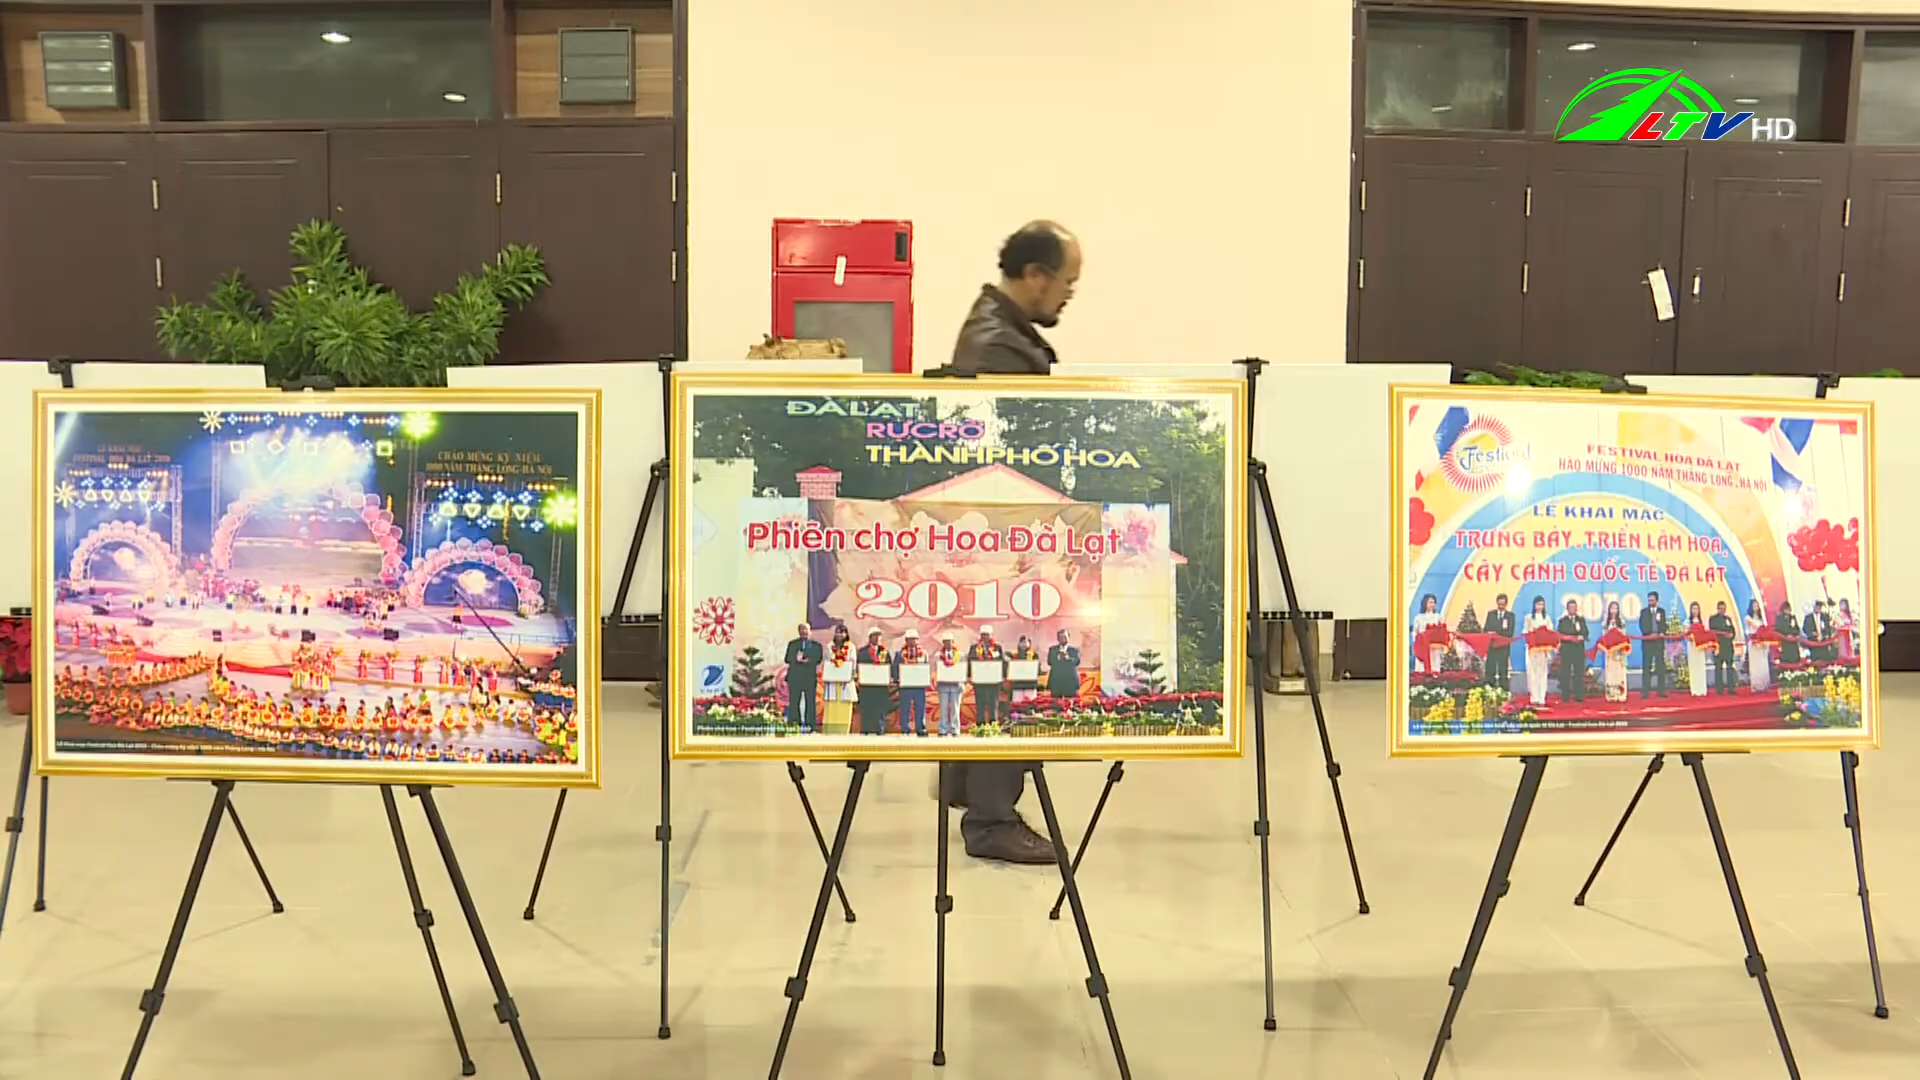 LTV HD
LỄ KHAI MẠC
FESTIVAL HOA ĐÀ LẠT 2010
CHÀO MỪNG KỶ NIỆM
1000 NĂM THĂNG LONG-HÀ NỘI
ĐÀ LẠT
RỰC RỠ
THÀNH PHỐ HOA
Phiên chợ Hoa Đà Lạt
2010
Festival
FESTIVAL HOA ĐÀ LẠT
HÀO MỪNG 1000 NĂM THĂNG LONG - HÀ NỘI
LỄ KHAI MẠC
TRƯNG BÀY, TRIỂN LÃM HOA,
CÂY CẢNH QUỐC TẾ ĐÀ LẠT
2010